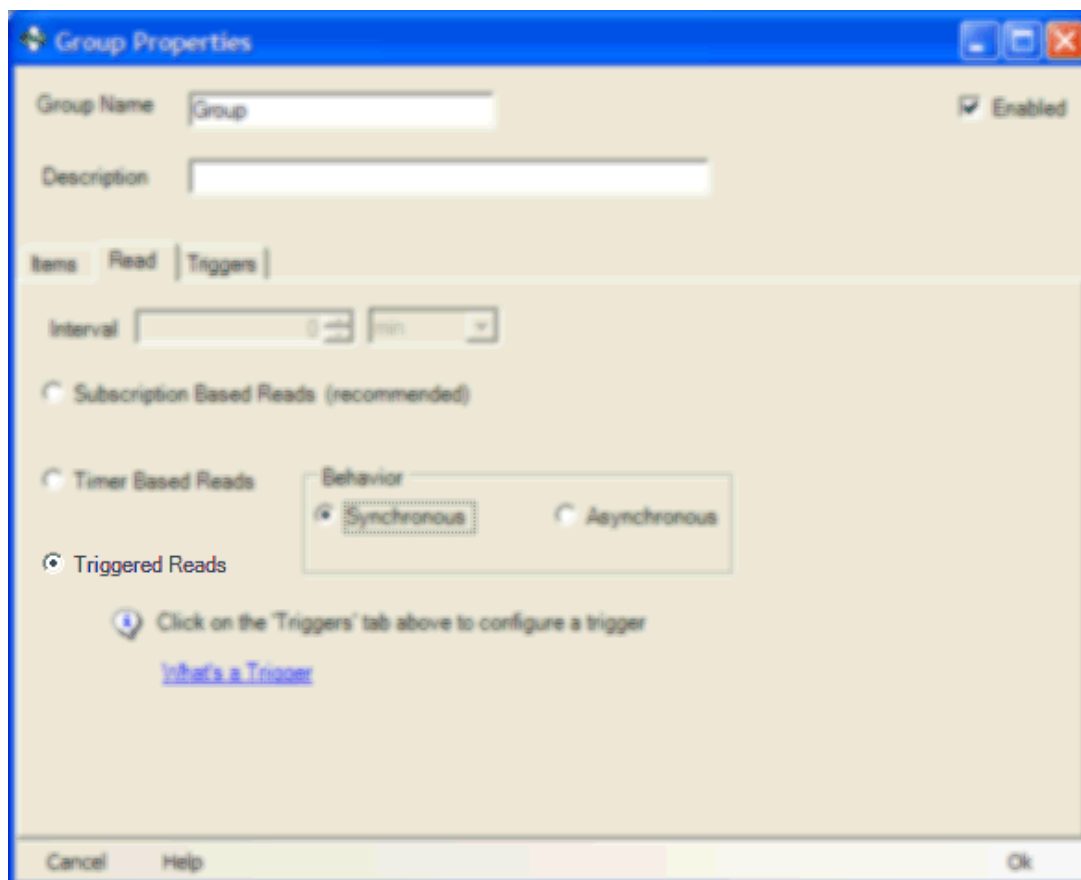 Group Properties
Group Name Group Enabled
Description
Items Read Triggers
Interval 0 min
Subscription Based Reads (recommended)
Timer Based Reads
Behavior
Synchronous Asynchronous
Triggered Reads
Click on the 'Triggers' tab above to configure a trigger
What's a Trigger
Cancel Help Ok